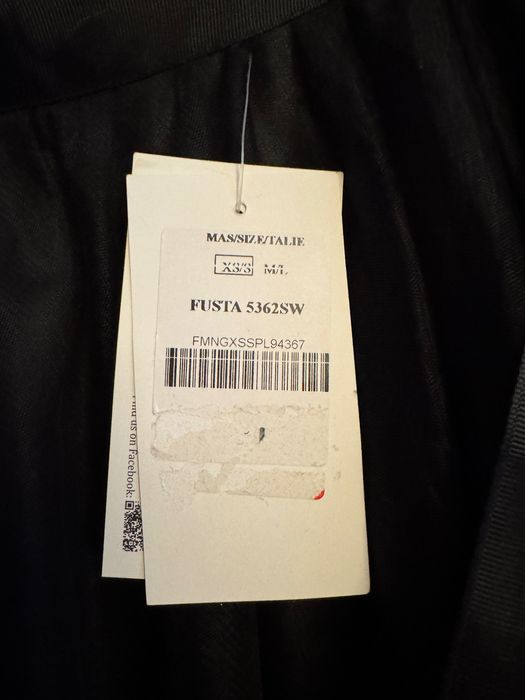 MAS/SIZE/TALIE
XS/S M/L
FUSTA 5362SW
FMNGXSSPL94367
Find us on Facebook: